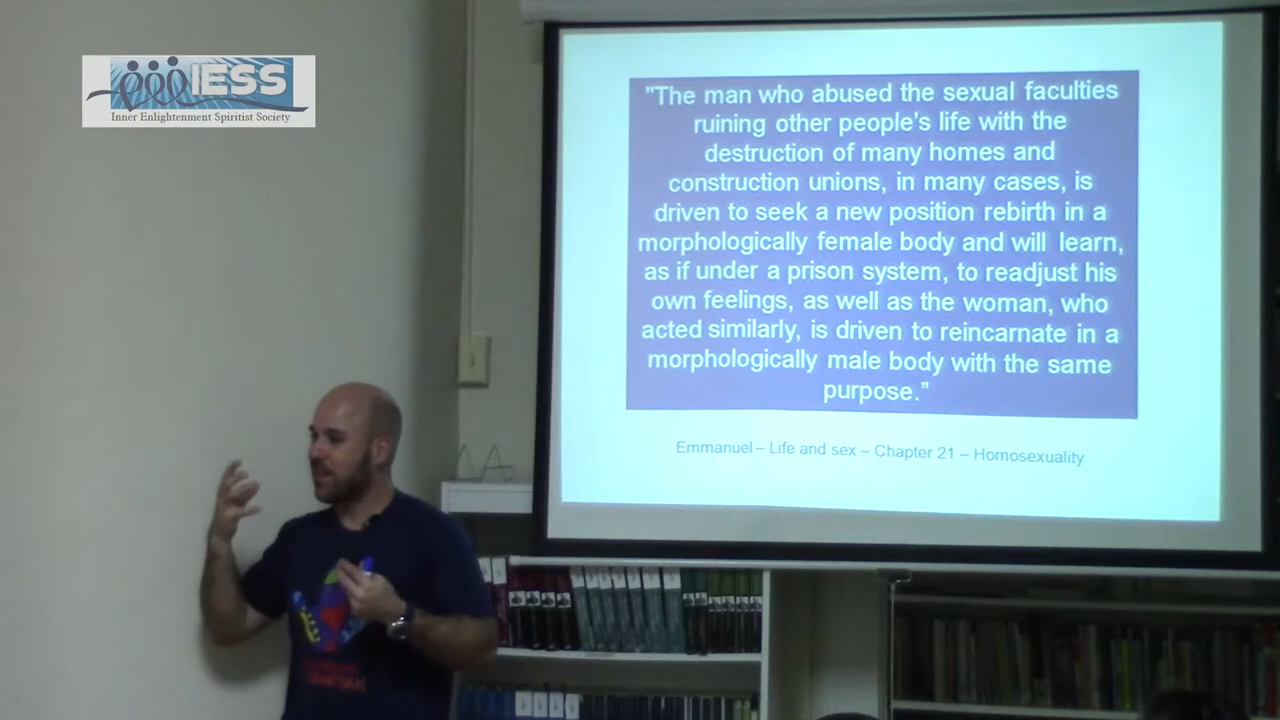 IESS
Inner Enlightenment Spiritist Society
"The man who abused the sexual faculties
ruining other people's life with the
destruction of many homes and
construction unions, in many cases, is
driven to seek a new position rebirth in a
morphologically female body and will learn,
as if under a prison system, to readjust his
own feelings, as well as the woman, who
acted similarly, is driven to reincarnate in a
morphologically male body with the same
purpose.”
Emmanuel – Life and sex – Chapter 21 – Homosexuality